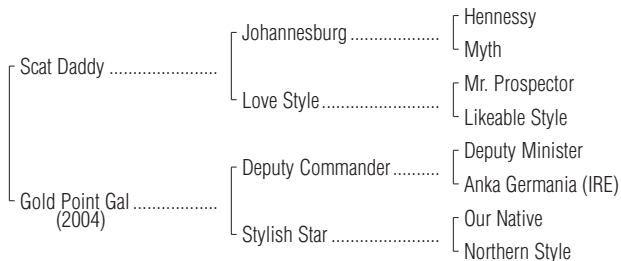 Hennessy
Johannesburg ...................
Myth
Scat Daddy .......................
Mr. Prospector
Love Style.........................
Likeable Style
Deputy Minister
Deputy Commander..........
Anka Germania (IRE)
Gold Point Gal ..................
(2004)
Our Native
Stylish Star .......................
Northern Style